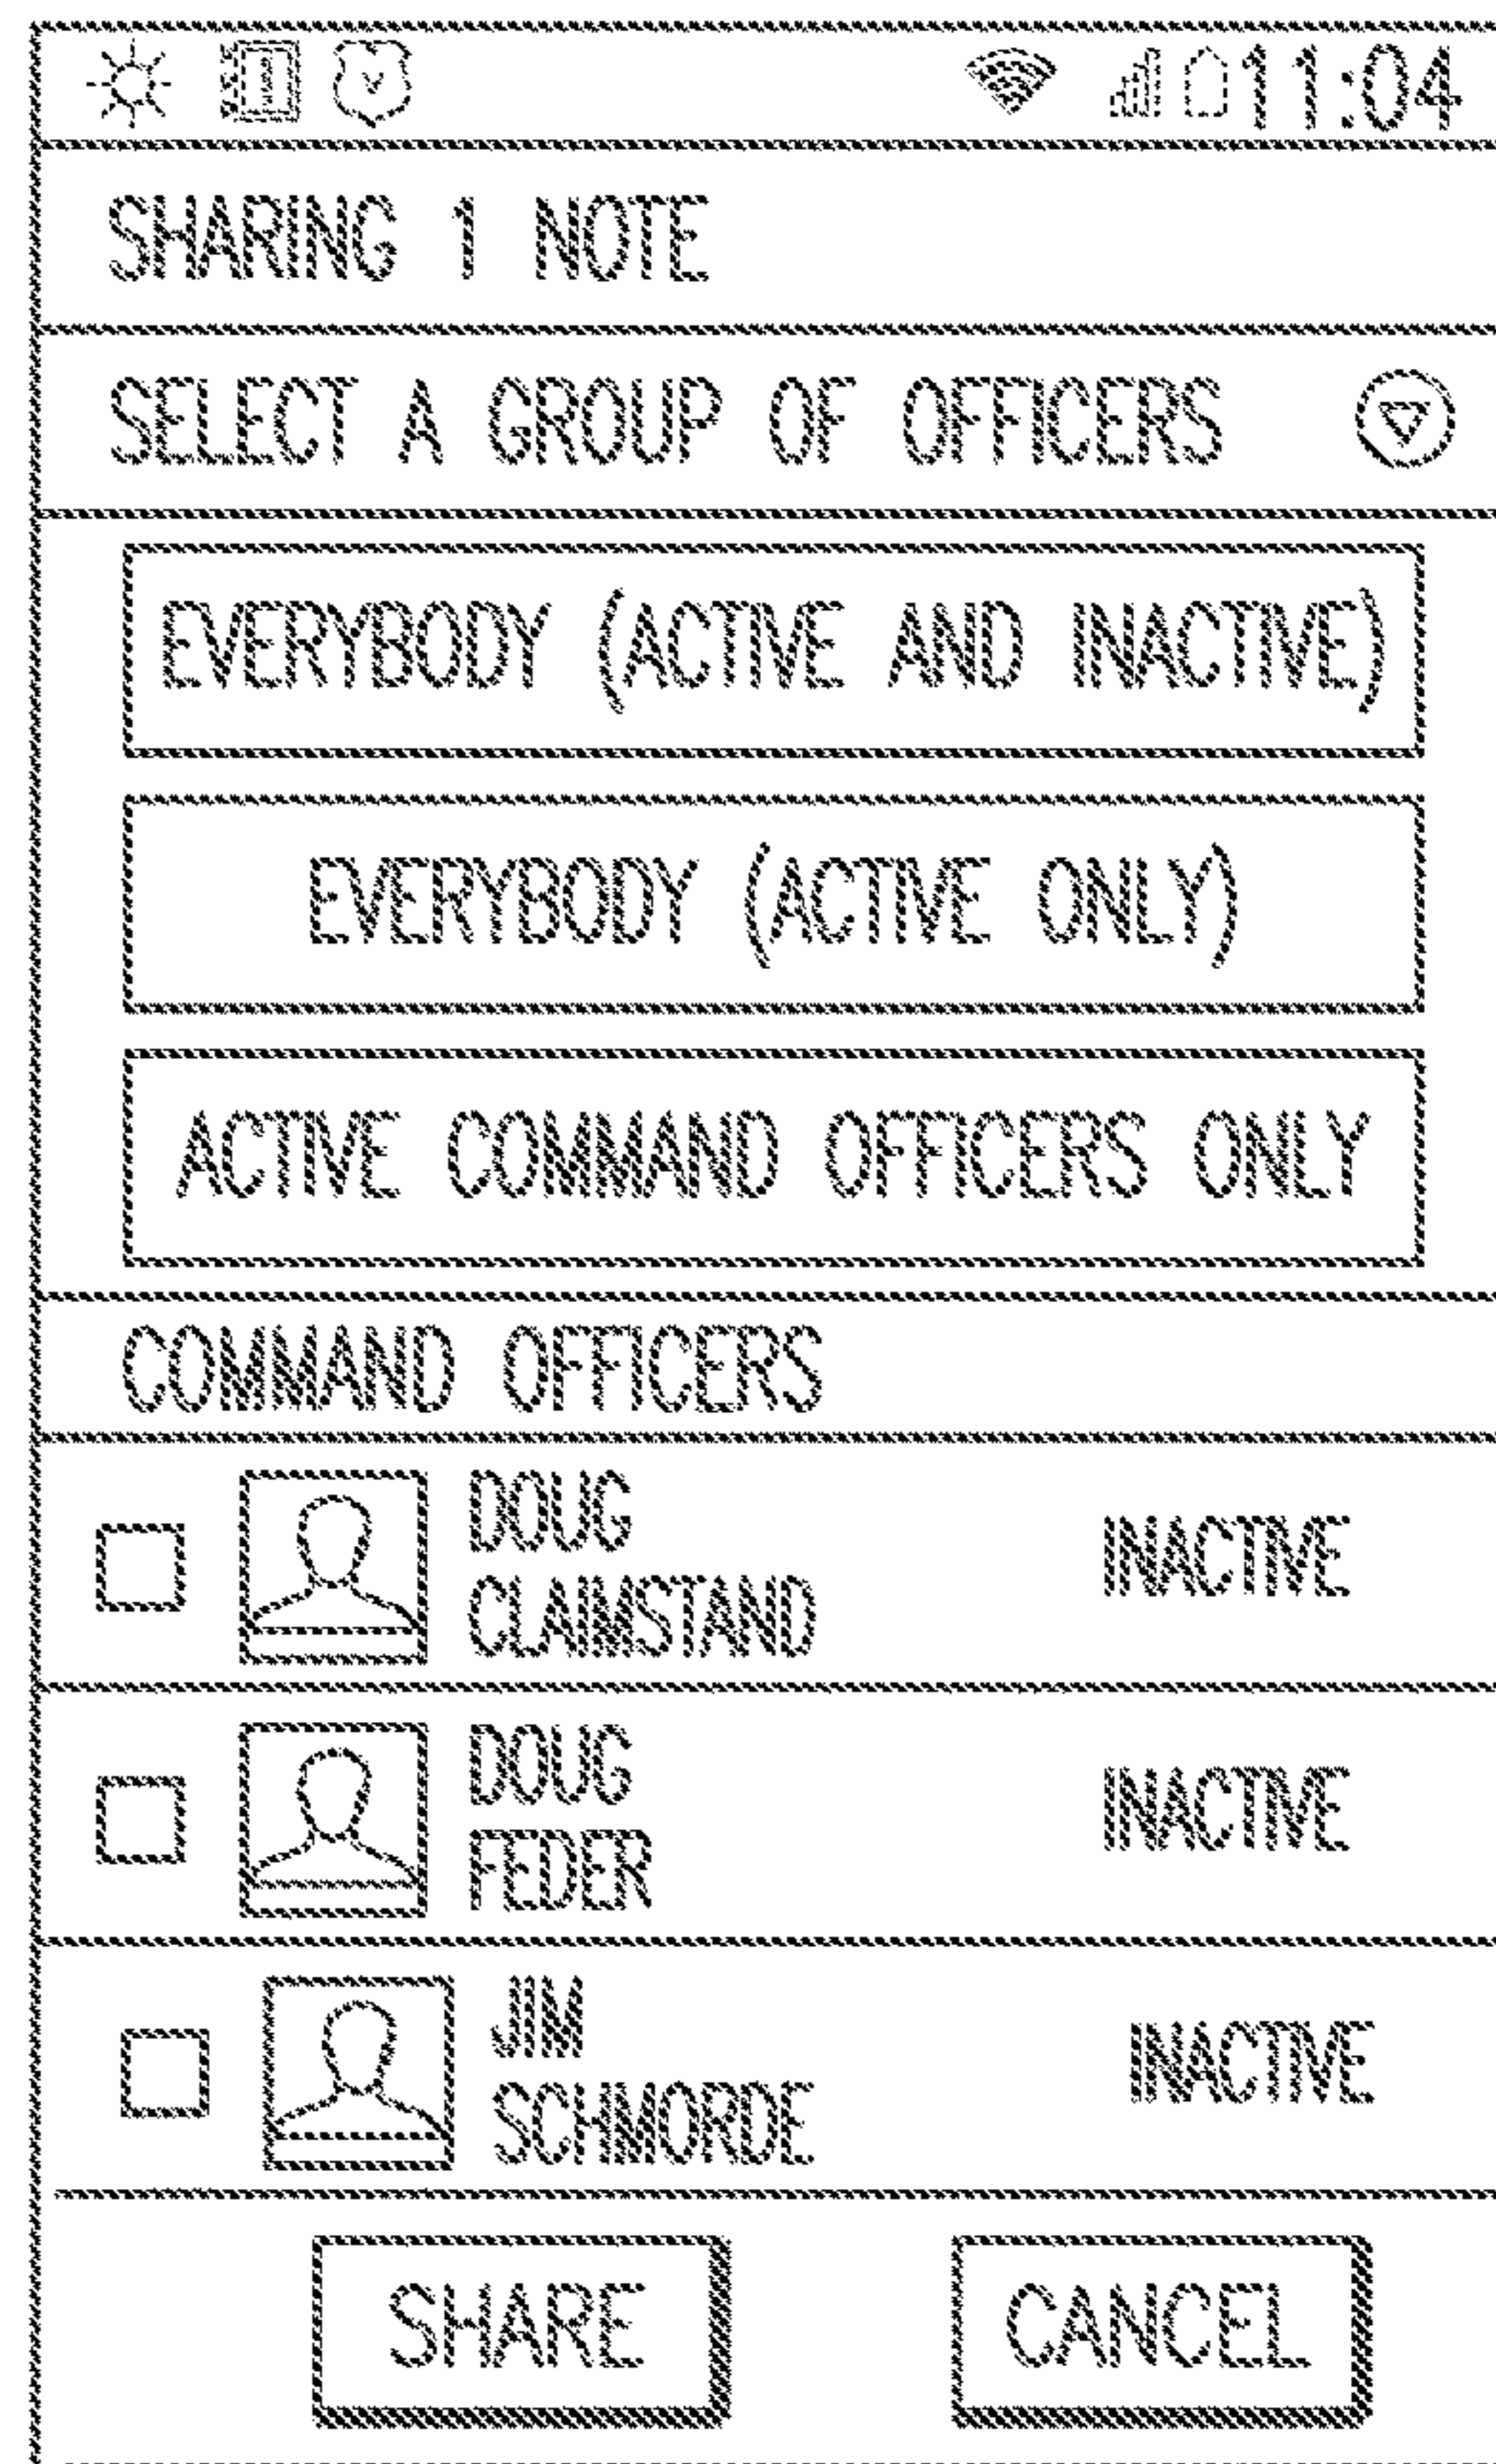 11:04
SHARING 1 NOTE
SELECT A GROUP OF OFFICERS
EVERYBODY (ACTIVE AND INACTIVE)
EVERYBODY (ACTIVE ONLY)
ACTIVE COMMAND OFFICERS ONLY
COMMAND OFFICERS
DOUG
CLAIMSTAND
INACTIVE
DOUG
FEDER
INACTIVE
JIM
SCHMORDE
INACTIVE
SHARE
CANCEL